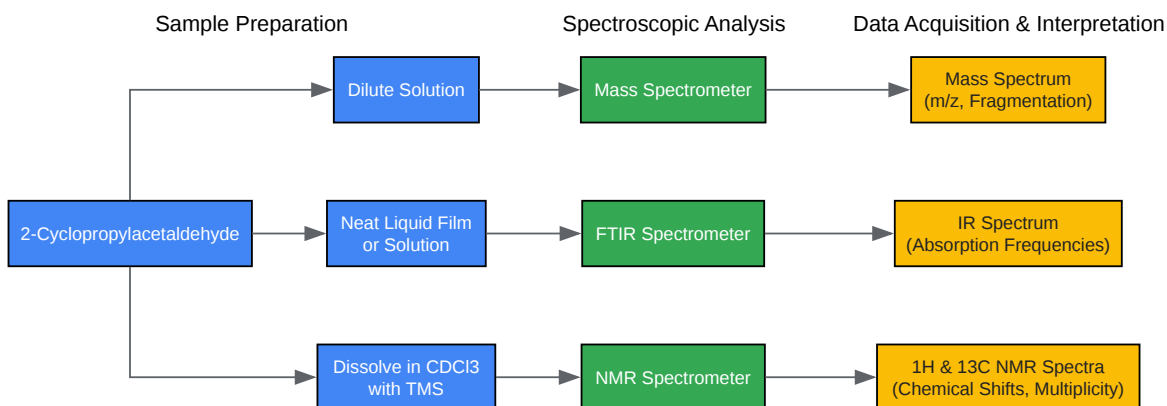 Sample Preparation
Spectroscopic Analysis
Data Acquisition & Interpretation
Dilute Solution
Mass Spectrometer
Mass Spectrum
(m/z, Fragmentation)
2-Cyclopropylacetaldehyde
Neat Liquid Film
or Solution
FTIR Spectrometer
IR Spectrum
(Absorption Frequencies)
Dissolve in CDCl3
with TMS
NMR Spectrometer
1H & 13C NMR Spectra
(Chemical Shifts, Multiplicity)